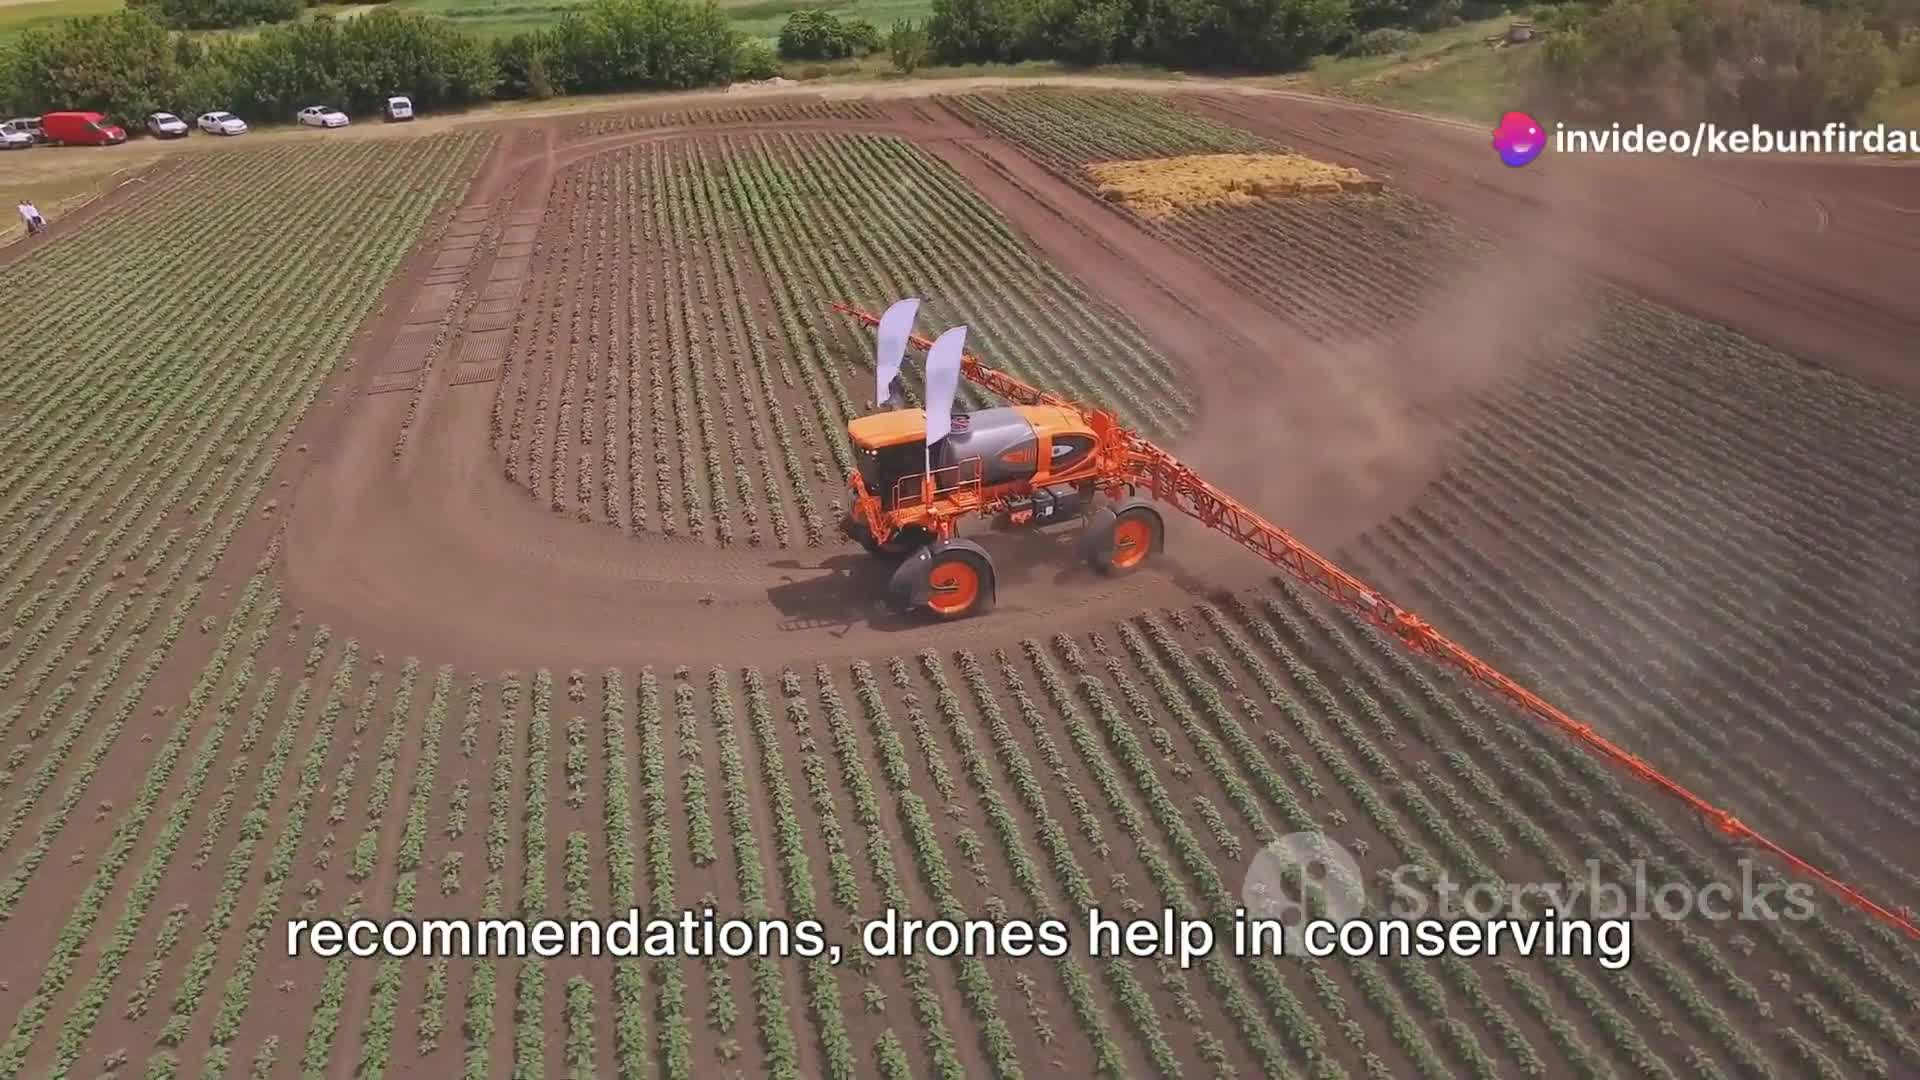 invideo/kebunfirdau
Storyblocks
recommendations, drones help in conserving